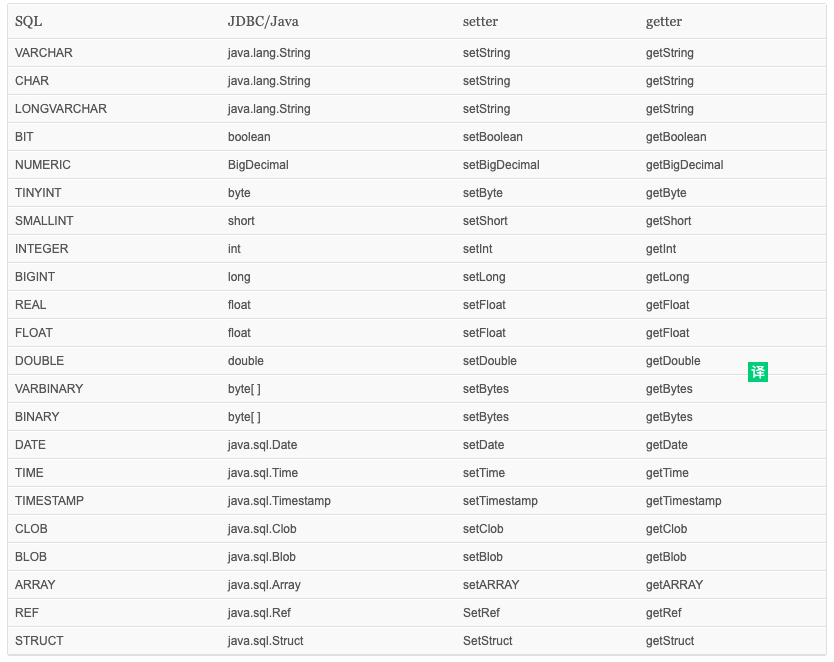 SQL JDBC/Java setter getter
VARCHAR java.lang.String setString getString
CHAR java.lang.String setString getString
LONGVARCHAR java.lang.String setString getString
BIT boolean setBoolean getBoolean
NUMERIC BigDecimal setBigDecimal getBigDecimal
TINYINT byte setByte getByte
SMALLINT short setShort getShort
INTEGER int setInt getInt
BIGINT long setLong getLong
REAL float setFloat getFloat
FLOAT float setFloat getFloat
DOUBLE double setDouble getDouble
译
VARBINARY byte[ ] setBytes getBytes
BINARY byte[ ] setBytes getBytes
DATE java.sql.Date setDate getDate
TIME java.sql.Time setTime getTime
TIMESTAMP java.sql.Timestamp setTimestamp getTimestamp
CLOB java.sql.Clob setClob getClob
BLOB java.sql.Blob setBlob getBlob
ARRAY java.sql.Array setARRAY getARRAY
REF java.sql.Ref SetRef getRef
STRUCT java.sql.Struct SetStruct getStruct